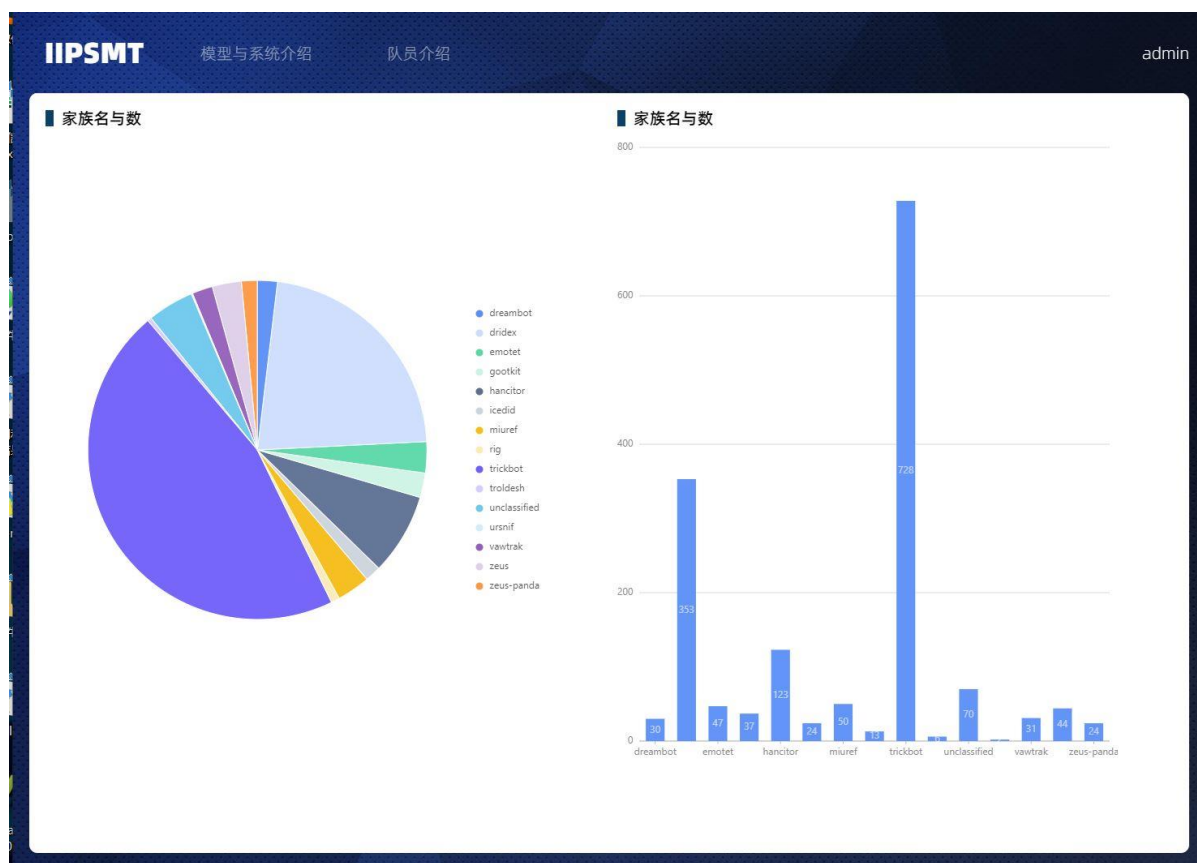 IIPSMT 模型与系统介绍 队员介绍 admin
家族名与数
dreambot
dridex
emotet
gootkit
hancitor
icedid
miuref
rig
trickbot
troldesh
unclassified
ursnif
vawtrak
zeus
zeus-panda
家族名与数
800
600
400
200
0
30 353 47 37 123 24 50 13 728 70 31 44 24
dreambot emotet hancitor miuref trickbot unclassified vawtrak zeus-panda